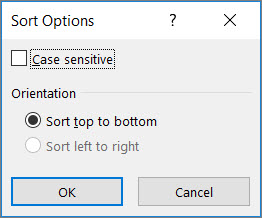 Sort Options ?
Case sensitive
Orientation
Sort top to bottom
Sort left to right
OK Cancel